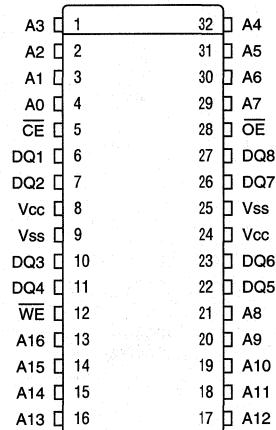 A3 1 32 A4
A2 2 31 A5
A1 3 30 A6
A0 4 29 A7
C̅E̅ 5 28 O̅E̅
DQ1 6 27 DQ8
DQ2 7 26 DQ7
Vcc 8 25 Vss
Vss 9 24 Vcc
DQ3 10 23 DQ6
DQ4 11 22 DQ5
W̅E̅ 12 21 A8
A16 13 20 A9
A15 14 19 A10
A14 15 18 A11
A13 16 17 A12